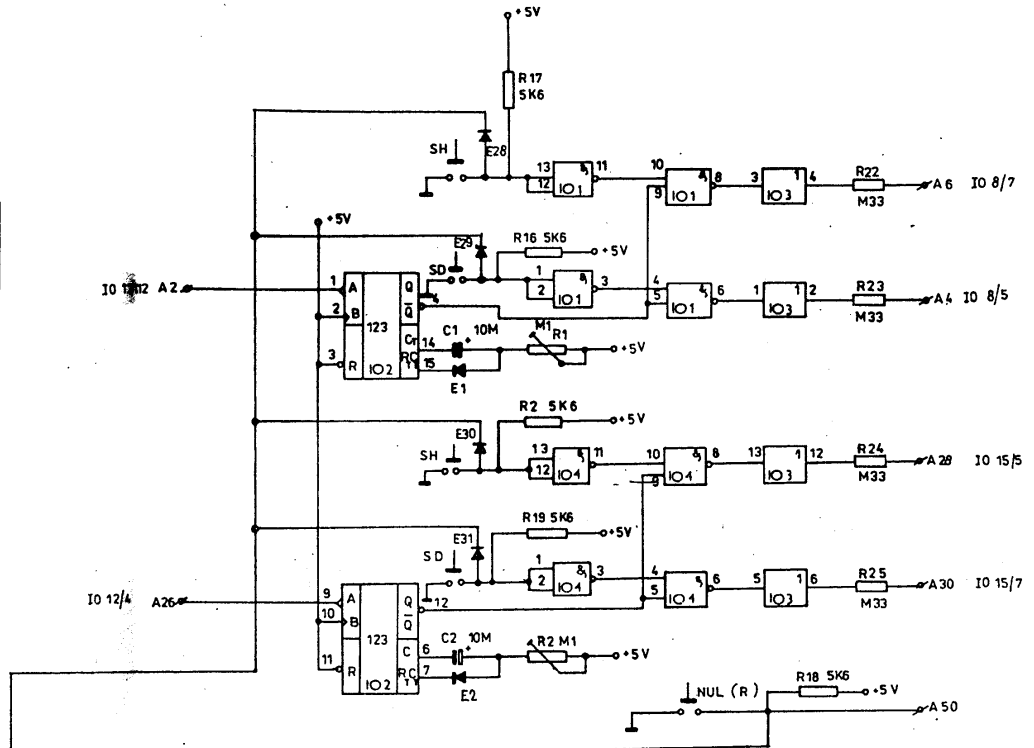 +5V
R17
5K6
SH
E28
13
12
&
IO1
11
10
9
&
IO1
8
3
1
4
IO3
R22
M33
A6 IO 8/7
+5V
E29
SD
R16 5K6
+5V
1
2
&
IO1
3
4
5
&
IO1
6
1
1
2
IO3
R23
M33
A4 IO 8/5
A2
1
2
3
A
B
R
123
IO2
Q
Q
4
Cr
RC
14
15
C1
+
10M
E1
M1
R1
+5V
R2 5K6
+5V
E30
SH
13
12
&
IO4
11
10
9
&
IO4
8
13
1
12
IO3
R24
M33
A28 IO 15/5
R19 5K6
+5V
E31
SD
1
2
&
IO4
3
4
5
&
IO4
6
5
1
6
IO3
R25
M33
A30 IO 15/7
IO 12/4 A26
9
10
11
A
B
R
123
IO2
Q
Q
12
C
RC
6
7
C2
+
10M
E2
R2 M1
+5V
NUL (R)
R18 5K6
+5V
A50